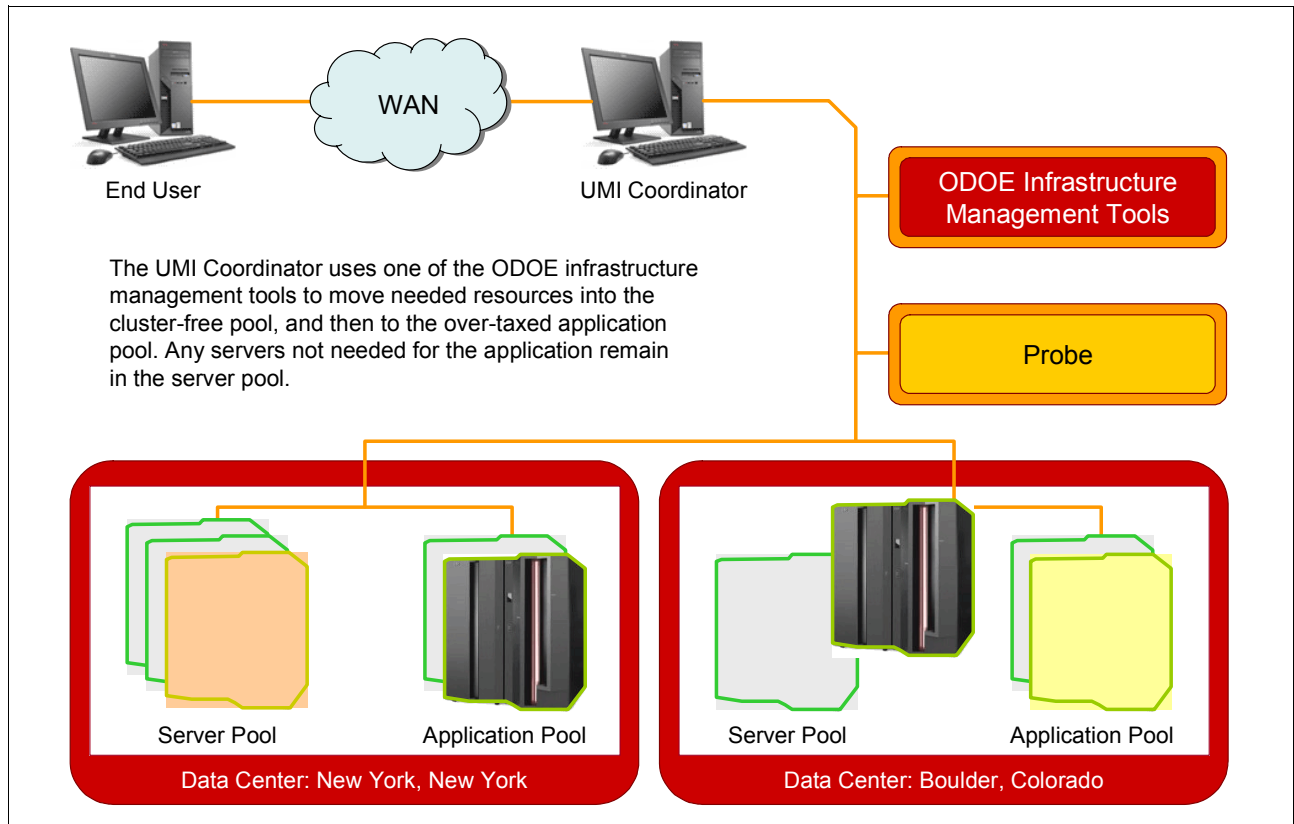 WAN
End User
UMI Coordinator
ODOE Infrastructure
Management Tools
The UMI Coordinator uses one of the ODOE infrastructure
management tools to move needed resources into the
cluster-free pool, and then to the over-taxed application
pool. Any servers not needed for the application remain
in the server pool.
Probe
Server Pool
Application Pool
Server Pool
Application Pool
Data Center: New York, New York
Data Center: Boulder, Colorado